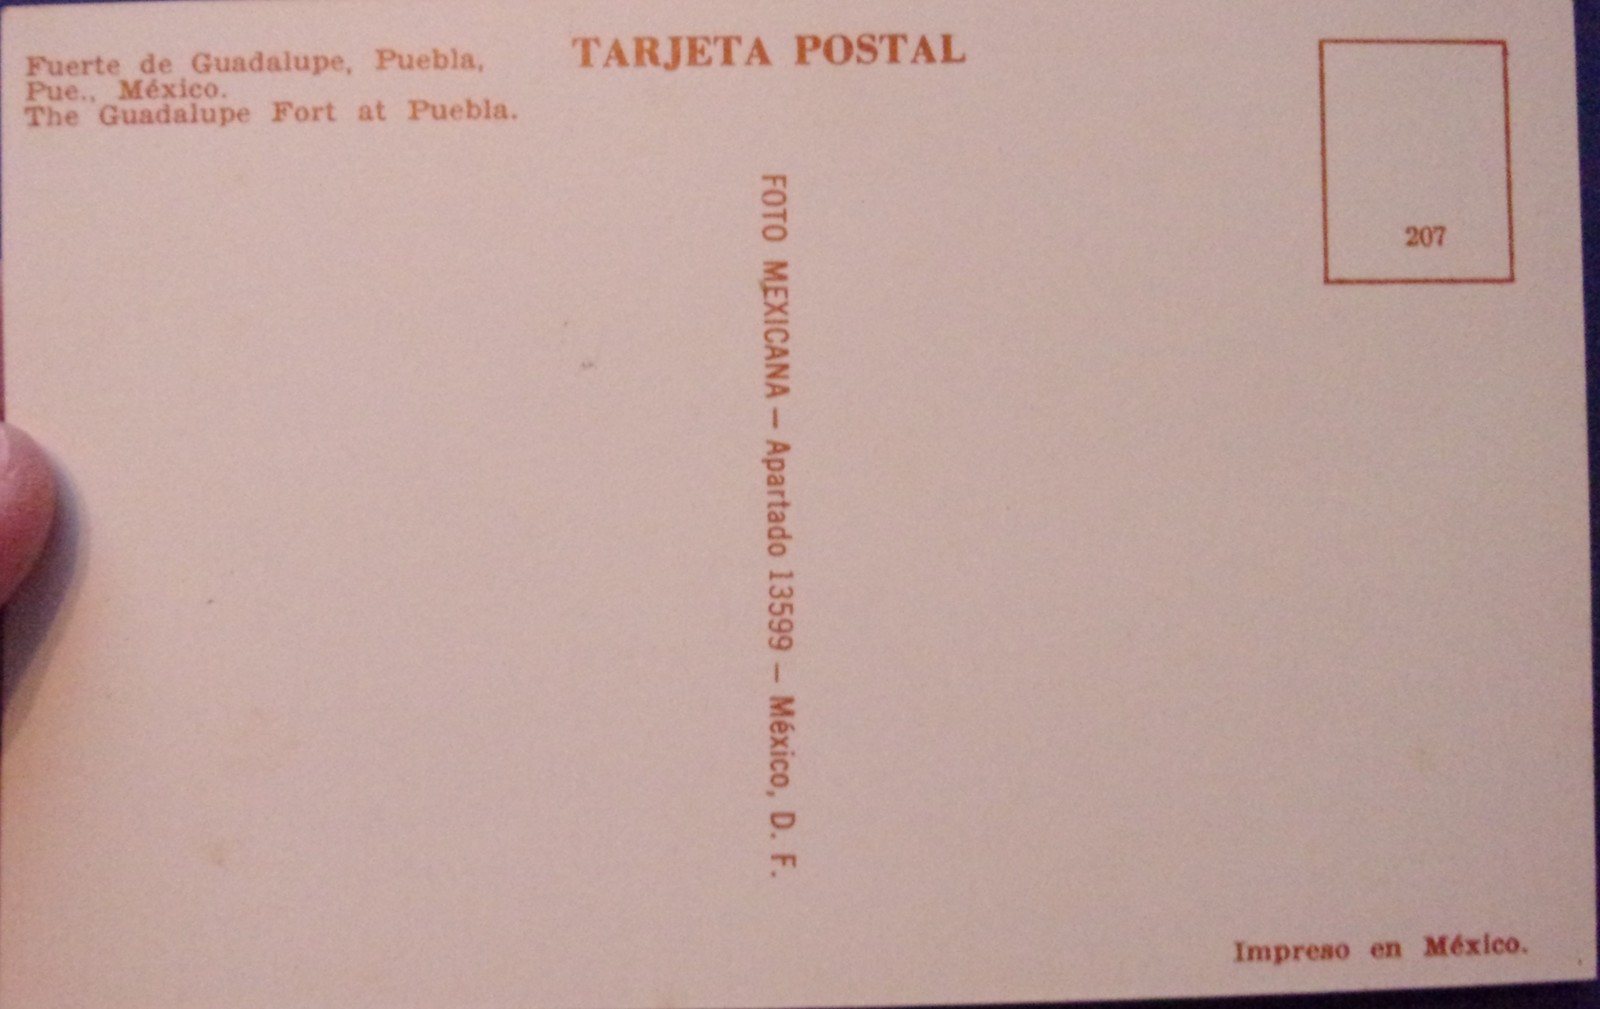 TARJETA POSTAL
Fuerte de Guadalupe, Puebla,
Pue., México.
The Guadalupe Fort at Puebla.
FOTO MEXICANA — Apartado 13599 — México, D. F.
207
Impreso en México.